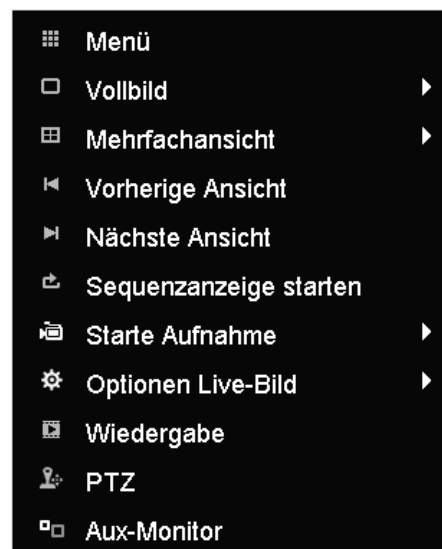 Menü
Vollbild
Mehrfachansicht
Vorherige Ansicht
Nächste Ansicht
Sequenzanzeige starten
Starte Aufnahme
Optionen Live-Bild
Wiedergabe
PTZ
Aux-Monitor